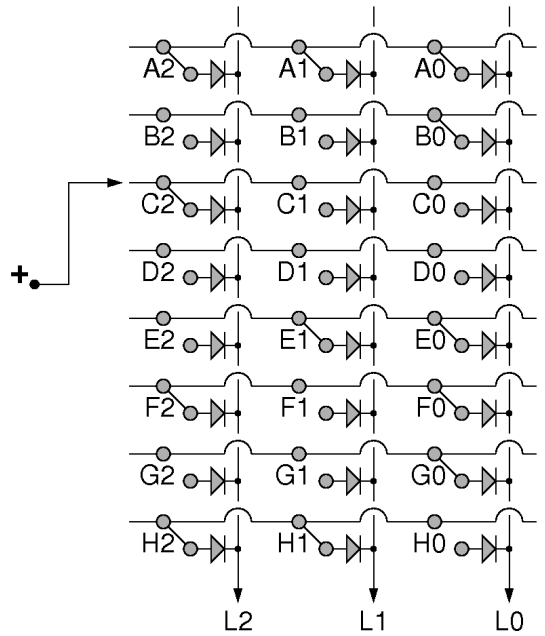 A2 A1 A0
B2 B1 B0
C2 C1 C0
+
D2 D1 D0
E2 E1 E0
F2 F1 F0
G2 G1 G0
H2 H1 H0
L2 L1 L0